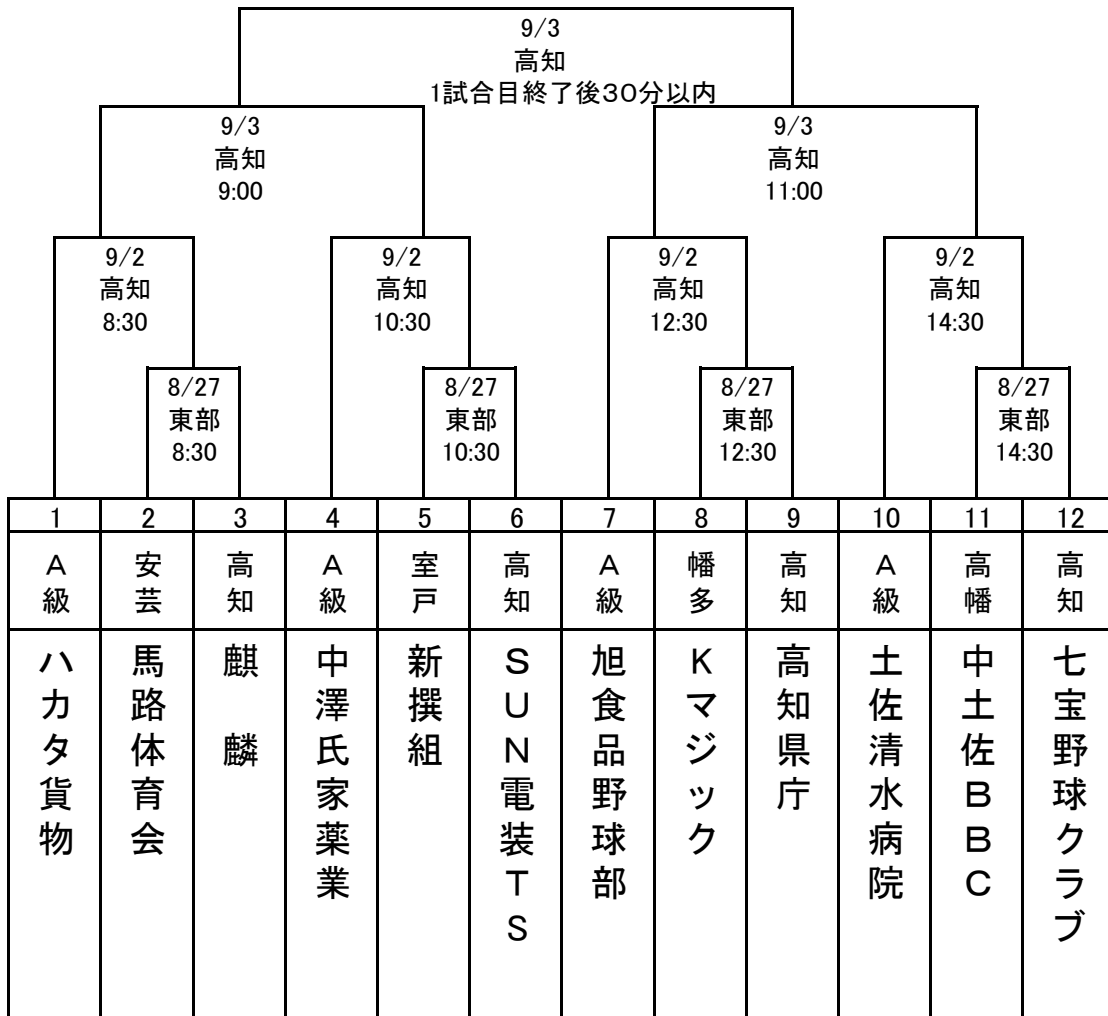 9/3
高知
1試合目終了後30分以内
9/3
高知
9:00
9/3
高知
11:00
9/2
高知
8:30
9/2
高知
10:30
9/2
高知
12:30
9/2
高知
14:30
8/27
東部
8:30
8/27
東部
10:30
8/27
東部
12:30
8/27
東部
14:30
1 2 3 4 5 6 7 8 9 10 11 12
A級 安芸 高知 A級 室戸 高知 A級 幡多 高知 A級 高幡 高知
ハカタ貨物
馬路体育会
麒 麟
中澤氏家薬業
新撰組
SUN電装TS
旭食品野球部
Kマジック
高知県庁
土佐清水病院
中土佐BBC
七宝野球クラブ